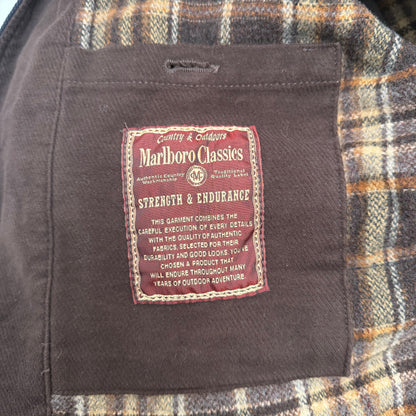 Country & Outdoors
Marlboro Classics
Authentic Country Workmanship
MC
Traditional Quality Label
STRENGTH & ENDURANCE
THIS GARMENT COMBINES THE
CAREFUL EXECUTION OF EVERY DETAILS
WITH THE QUALITY OF AUTHENTIC
FABRICS, SELECTED FOR THEIR
DURABILITY AND GOOD LOOKS. YOU'VE
CHOSEN A PRODUCT THAT
WILL ENDURE THROUGHOUT MANY
YEARS OF OUTDOOR ADVENTURE.